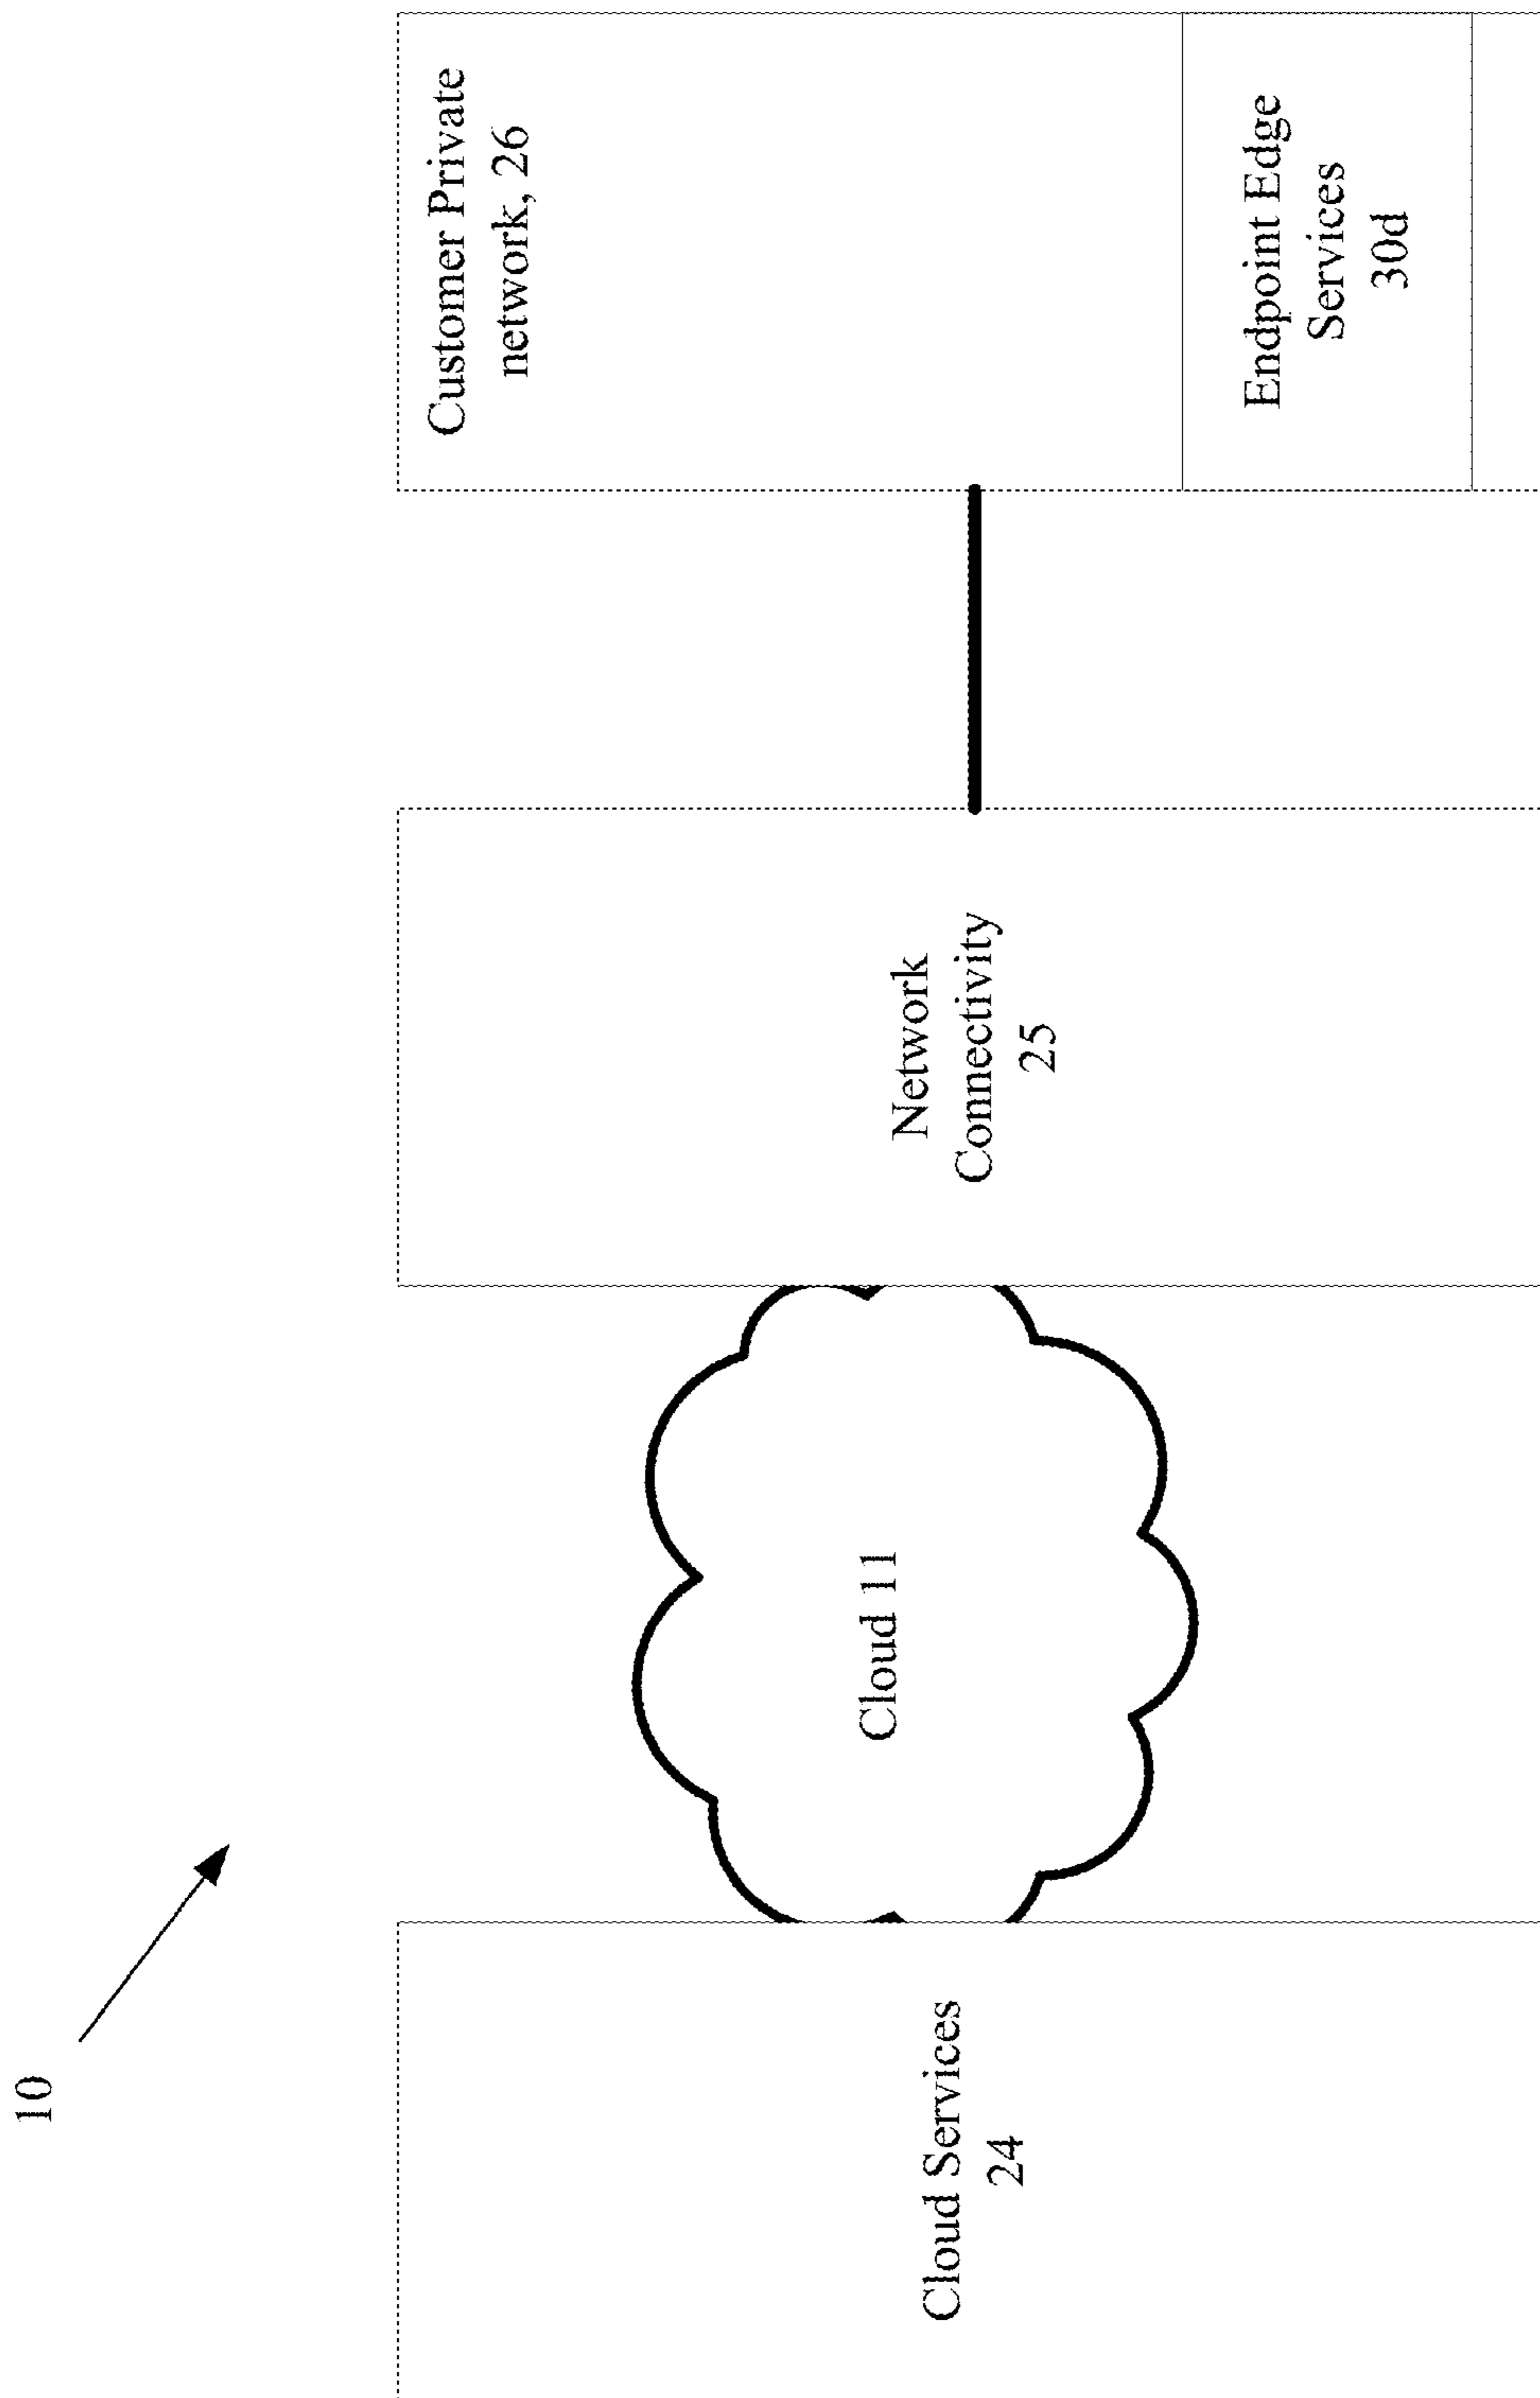 10
Cloud Services
24
Cloud 11
Network
Connectivity
25
Customer Private
network, 26
Endpoint Edge
Services
30d